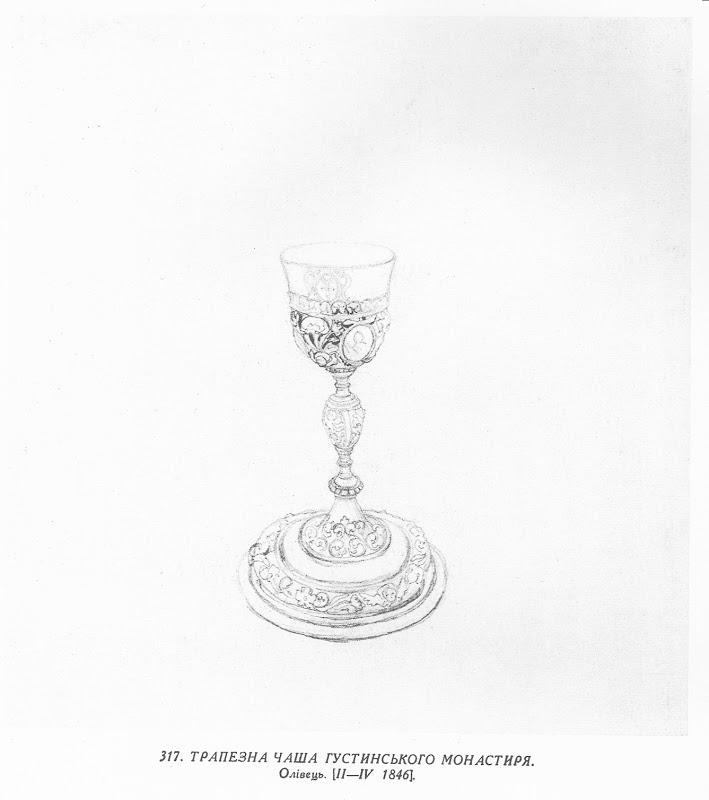 317. ТРАПЕЗНА ЧАША ГУСТИНСЬКОГО МОНАСТИРЯ.
Олівець. [II—IV 1846].